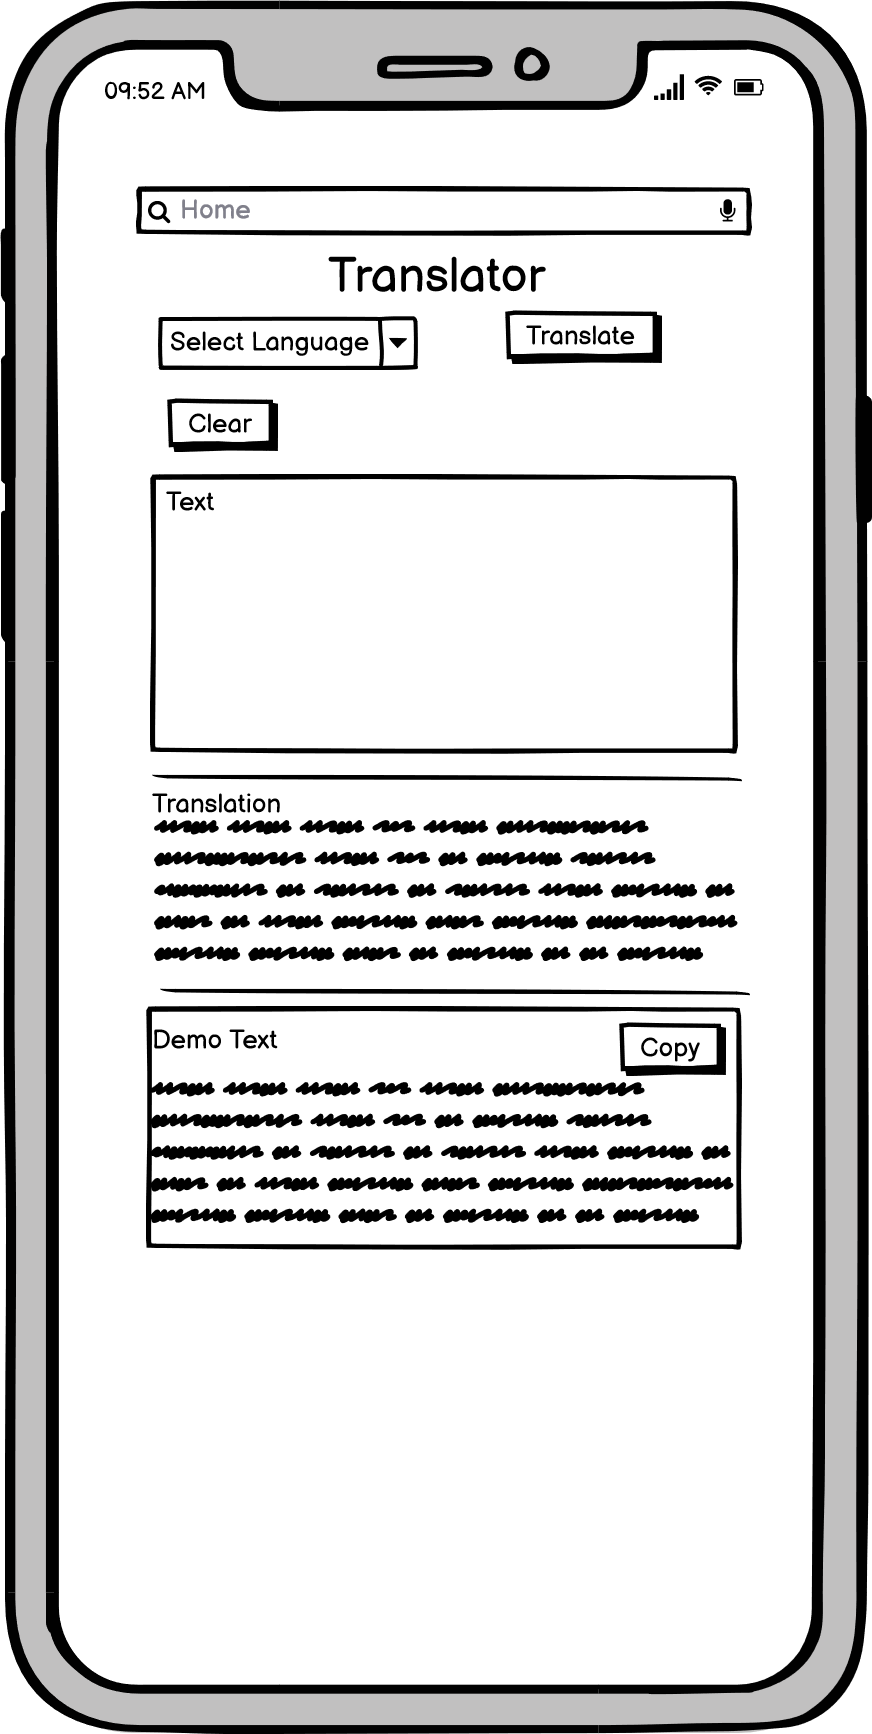 09:52 AM
Home
Translator
Select Language
Translate
Clear
Text
Translation
Demo Text
Copy